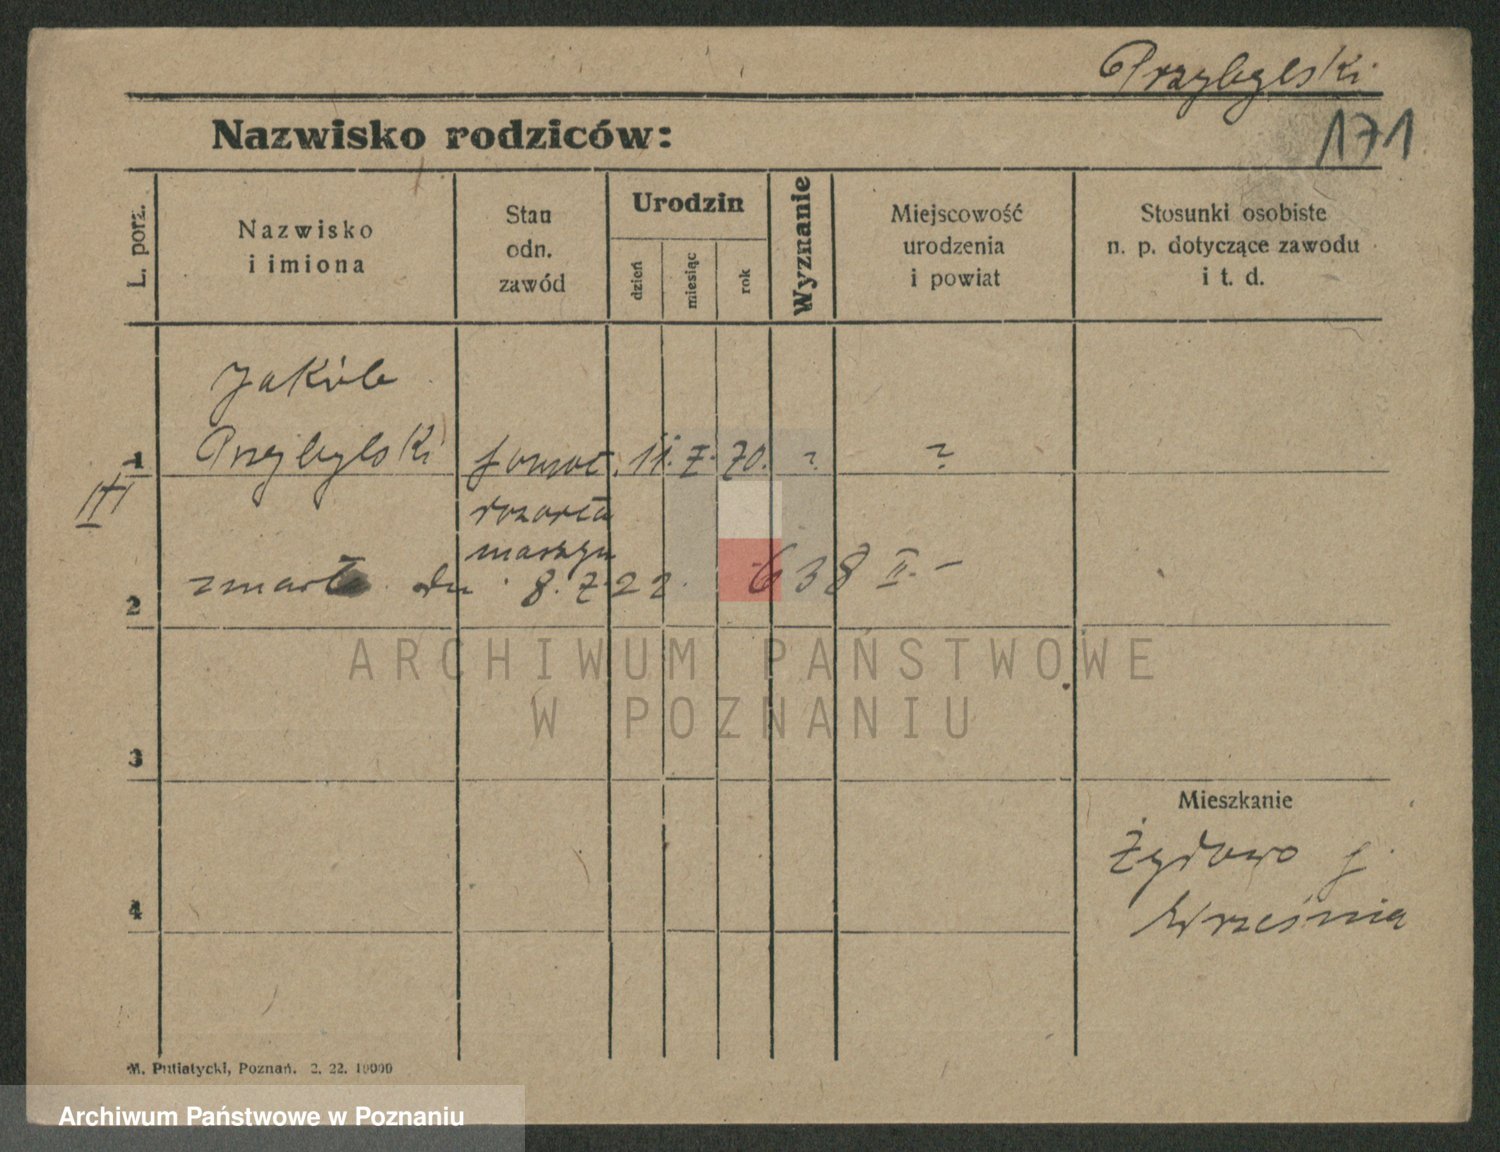 Przybylski
171
Nazwisko rodziców:
L. porz.
Nazwisko
i imiona
Stan
odn.
zawód
Urodzin
dzień
miesiąc
rok
Wyznanie
Miejscowość
urodzenia
i powiat
Stosunki osobiste
n. p. dotyczące zawodu
i t. d.
Jakób
1 Przybylski 11. 70. ? ?
2 zmarł dn 8. 7. 22. 638 II. –
ARCHIWUM PAŃSTWOWE
W POZNANIU
3
Mieszkanie
Żydowo p.
4
Września
M. Putiatycki, Poznań. 2. 22. 10000
Archiwum Państwowe w Poznaniu